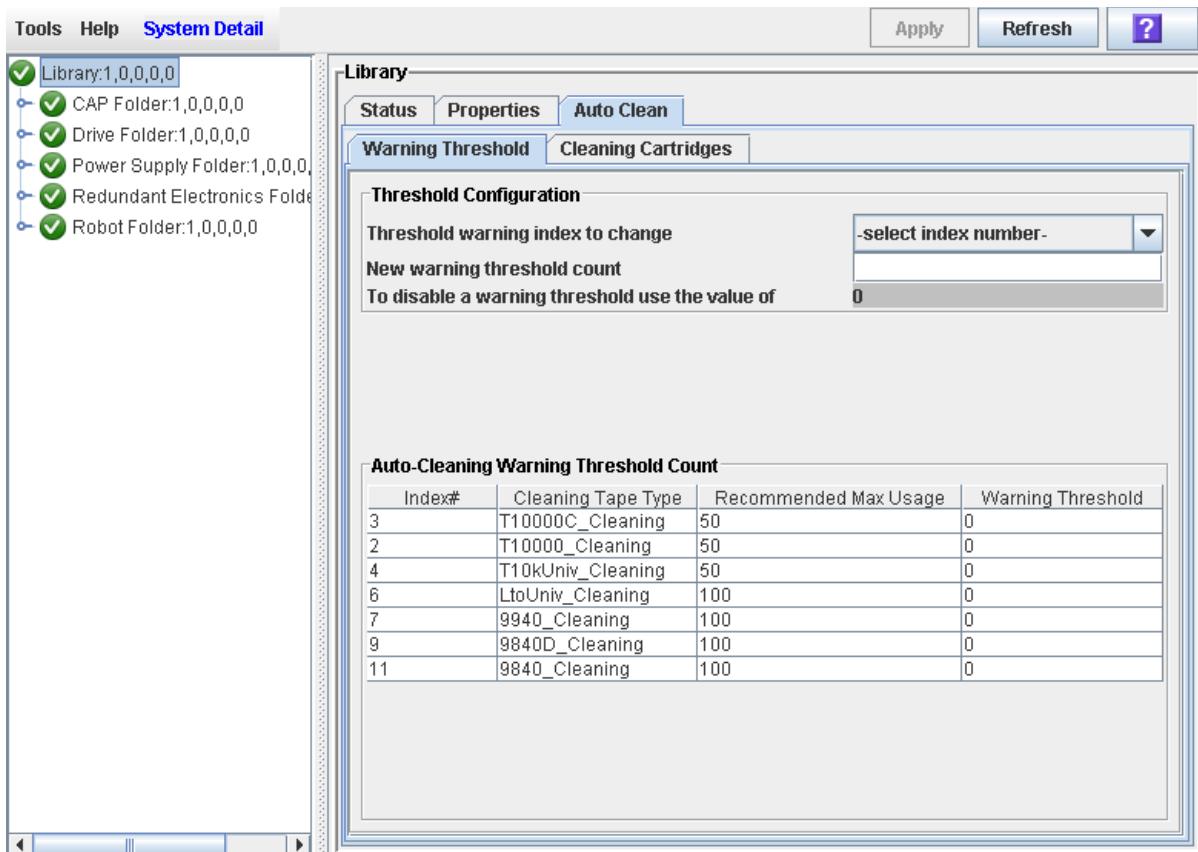 Tools Help System Detail Apply Refresh ?
Library:1,0,0,0,0
CAP Folder:1,0,0,0,0
Drive Folder:1,0,0,0,0
Power Supply Folder:1,0,0,0,
Redundant Electronics Folde
Robot Folder:1,0,0,0,0
Library
Status Properties Auto Clean
Warning Threshold Cleaning Cartridges
Threshold Configuration
Threshold warning index to change -select index number-
New warning threshold count
To disable a warning threshold use the value of 0
Auto-Cleaning Warning Threshold Count
Index# Cleaning Tape Type Recommended Max Usage Warning Threshold
3 T10000C_Cleaning 50 0
2 T10000_Cleaning 50 0
4 T10kUniv_Cleaning 50 0
6 LtoUniv_Cleaning 100 0
7 9940_Cleaning 100 0
9 9840D_Cleaning 100 0
11 9840_Cleaning 100 0